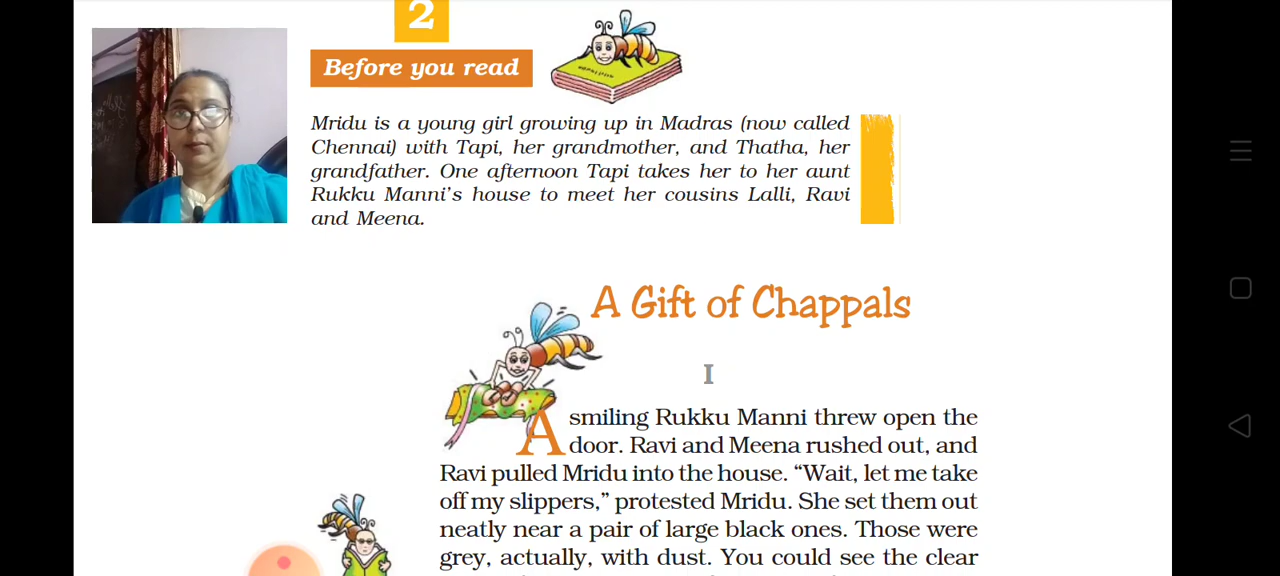 2
Before you read
Mridu is a young girl growing up in Madras (now called
Chennai) with Tapi, her grandmother, and Thatha, her
grandfather. One afternoon Tapi takes her to her aunt
Rukku Manni's house to meet her cousins Lalli, Ravi
and Meena.
A Gift of Chappals
I
A smiling Rukku Manni threw open the
door. Ravi and Meena rushed out, and
Ravi pulled Mridu into the house. “Wait, let me take
off my slippers,” protested Mridu. She set them out
neatly near a pair of large black ones. Those were
grey, actually, with dust. You could see the clear